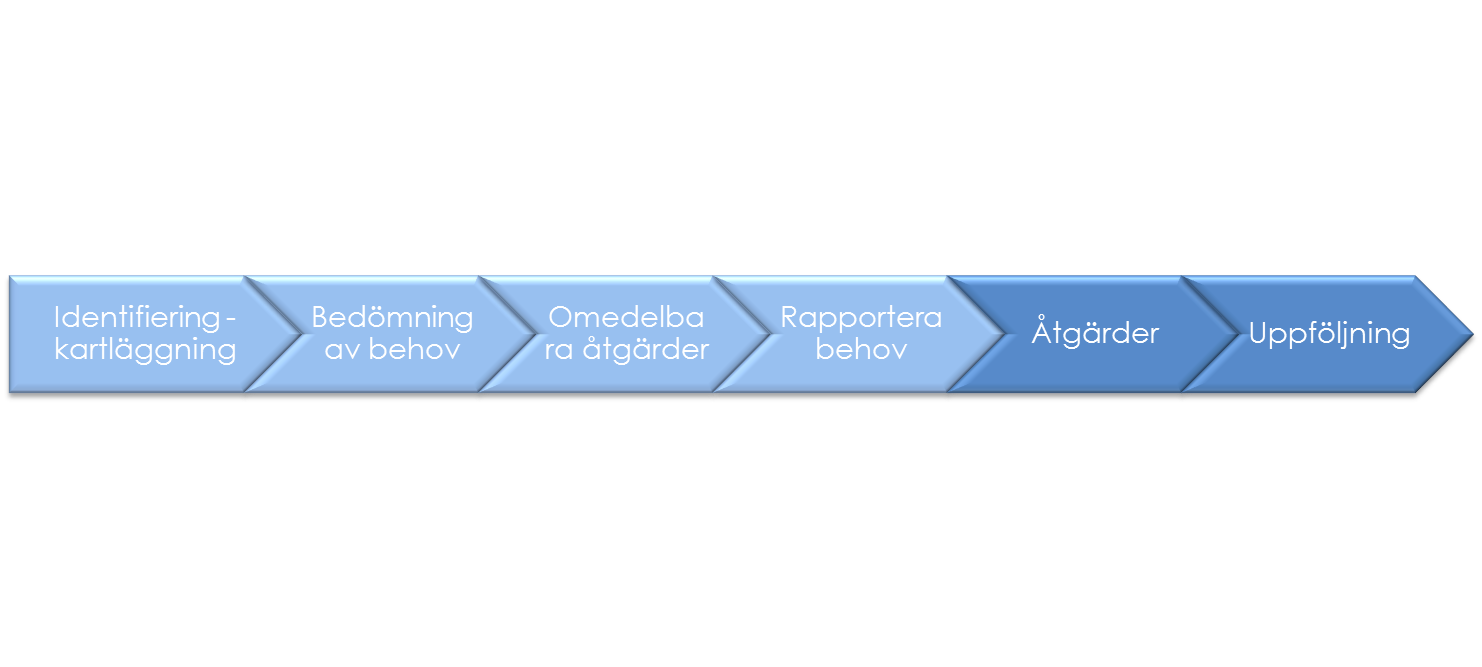 Identifiering -
kartläggning
Bedömning
av behov
Omedelba
ra åtgärder
Rapportera
behov
Åtgärder
Uppföljning